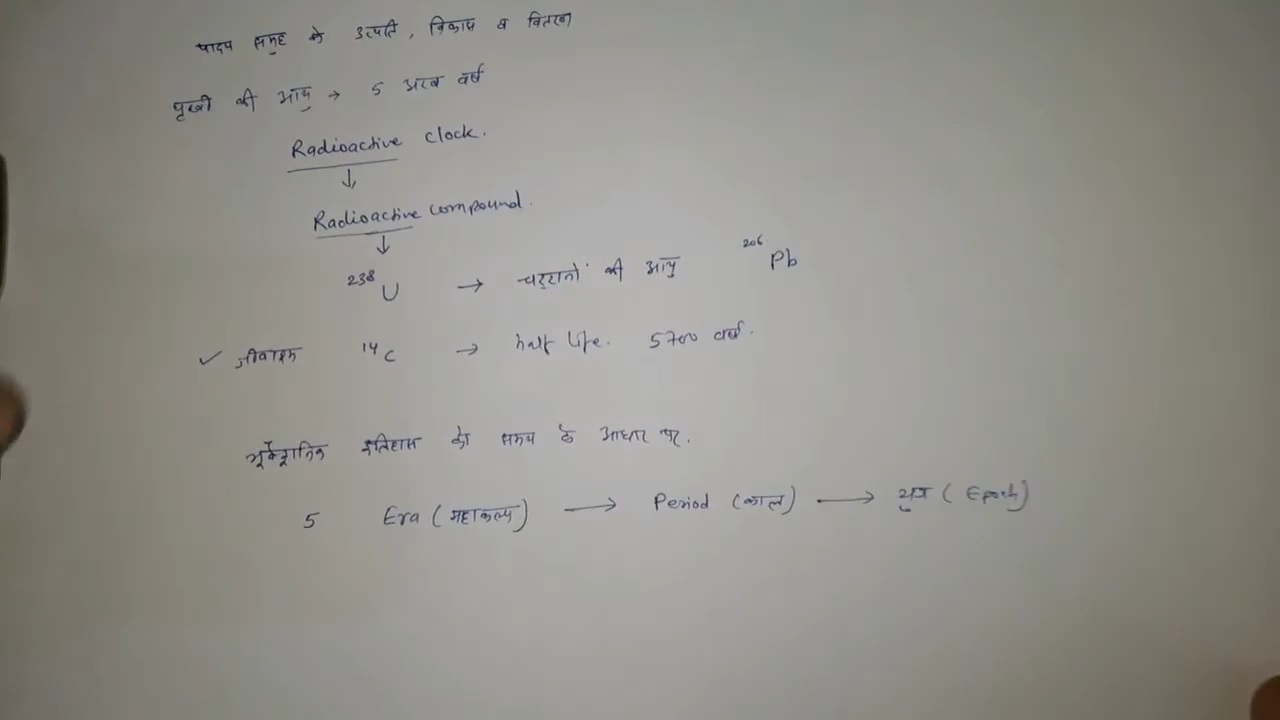 पादप समुह के उत्पति, विकास व वितरण
पृथ्वी की आयु → 5 अरब वर्ष
Radioactive clock.
↓
Radioactive compound.
↓
²³⁸U → चट्टानों की आयु ²⁰⁶Pb
✓ जीवाश्म ¹⁴C → half life. 5700 वर्ष.
भूवैज्ञानिक इतिहास को समय के आधार पर.
5 Era (महाकल्प) → Period (काल) → युग (Epoch)